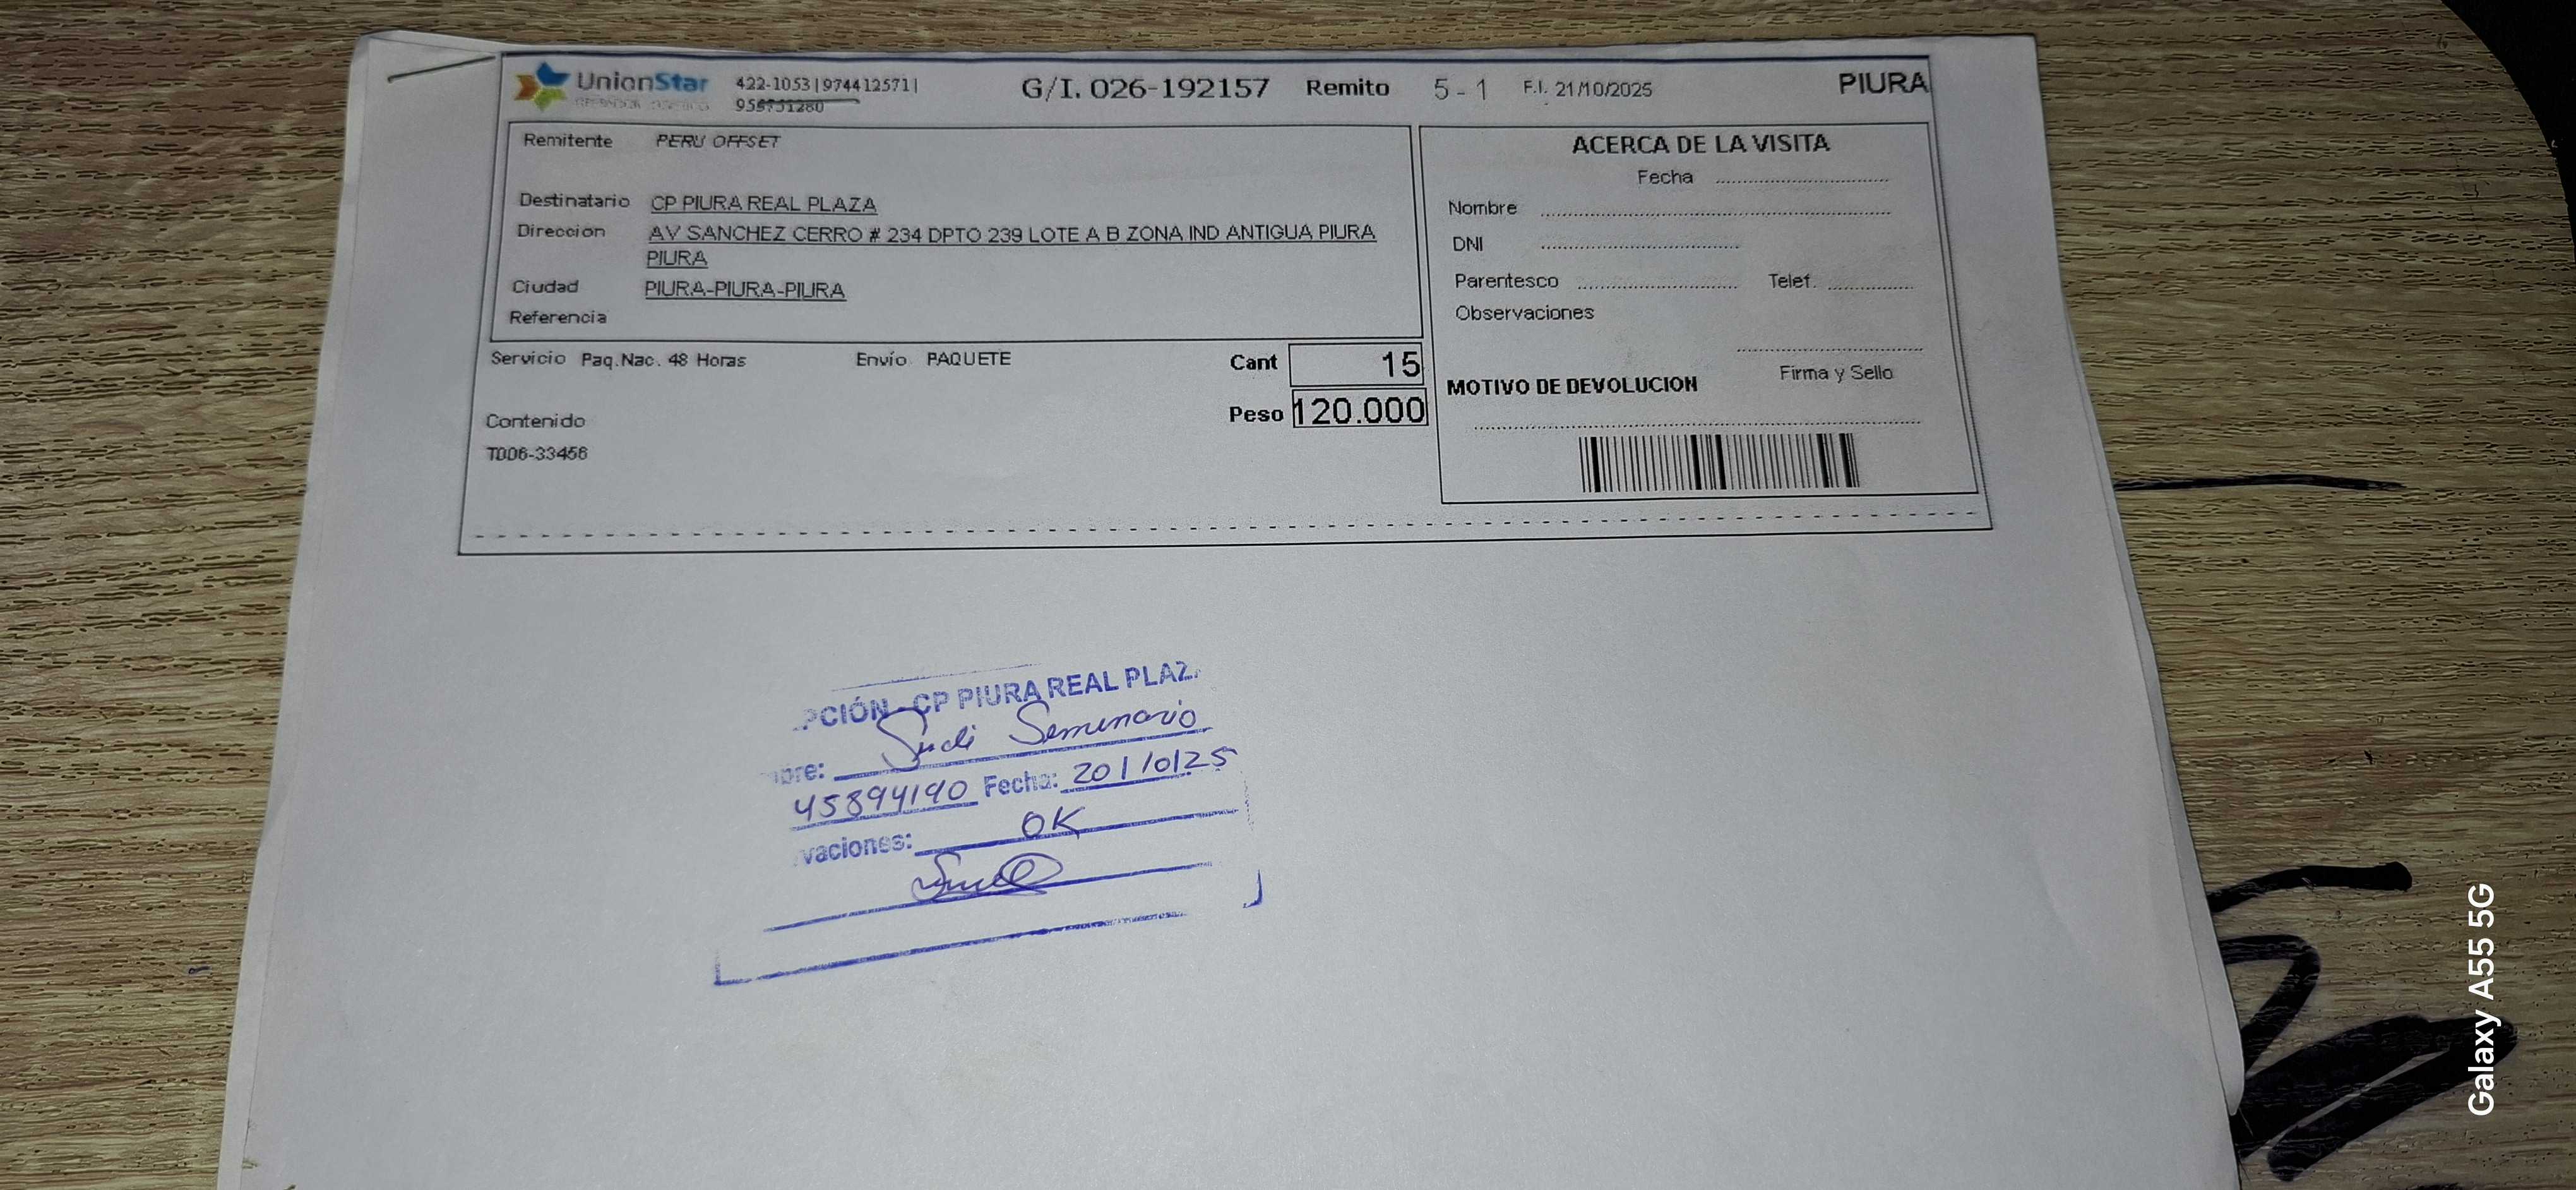 UnionStar
422-1053|974412571|
G/I. 026-192157 Remito 5 - 1 F.I. 21/10/2025 PIURA
Remitente PERU OFFSET
Destinatario CP PIURA REAL PLAZA
Dirección AV SANCHEZ CERRO # 234 DPTO 239 LOTE A B ZONA IND ANTIGUA PIURA
PIURA
Ciudad PIURA-PIURA-PIURA
Referencia
Servicio Paq.Nac. 48 Horas Envío PAQUETE Cant 15
Peso 120.000
Contenido
T006-33456
ACERCA DE LA VISITA
Fecha
Nombre
DNI
Parentesco Telef.
Observaciones
Firma y Sello
MOTIVO DE DEVOLUCION
PCIÓN - CP PIURA REAL PLAZ
bre: Seminario
45894190 Fecha: 20/10/25
vaciones: OK
Galaxy A55 5G